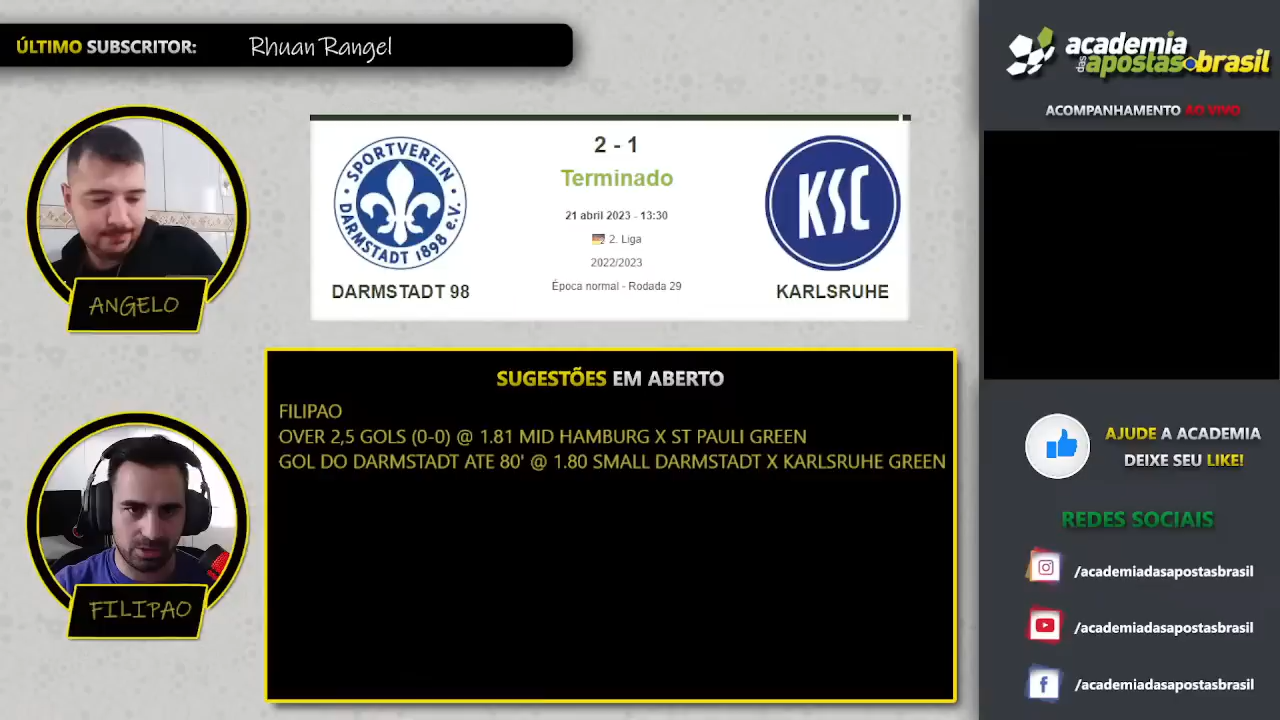 ÚLTIMO SUBSCRITOR: Rhuan Rangel
ANGELO
FILIPAO
SPORTVEREIN
DARMSTADT 1898 e.V.
DARMSTADT 98
2 - 1
Terminado
21 abril 2023 - 13:30
2. Liga
2022/2023
Época normal - Rodada 29
KSC
KARLSRUHE
SUGESTÕES EM ABERTO
FILIPAO
OVER 2,5 GOLS (0-0) @ 1.81 MID HAMBURG X ST PAULI GREEN
GOL DO DARMSTADT ATE 80' @ 1.80 SMALL DARMSTADT X KARLSRUHE GREEN
academia
das apostas brasil
ACOMPANHAMENTO AO VIVO
AJUDE A ACADEMIA
DEIXE SEU LIKE!
REDES SOCIAIS
/academiadasapostasbrasil
/academiadasapostasbrasil
/academiadasapostasbrasil